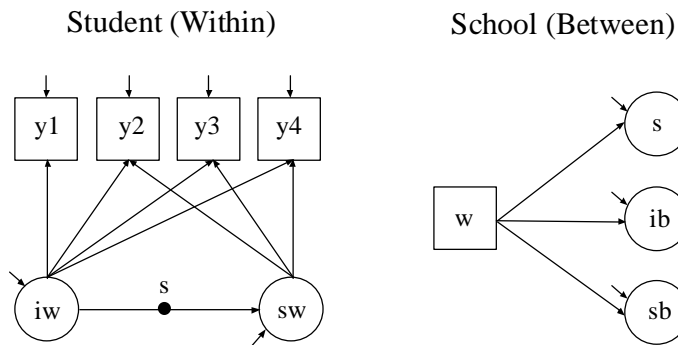 Student (Within)
School (Between)
y1
y2
y3
y4
s
w
ib
s
iw
sw
sb